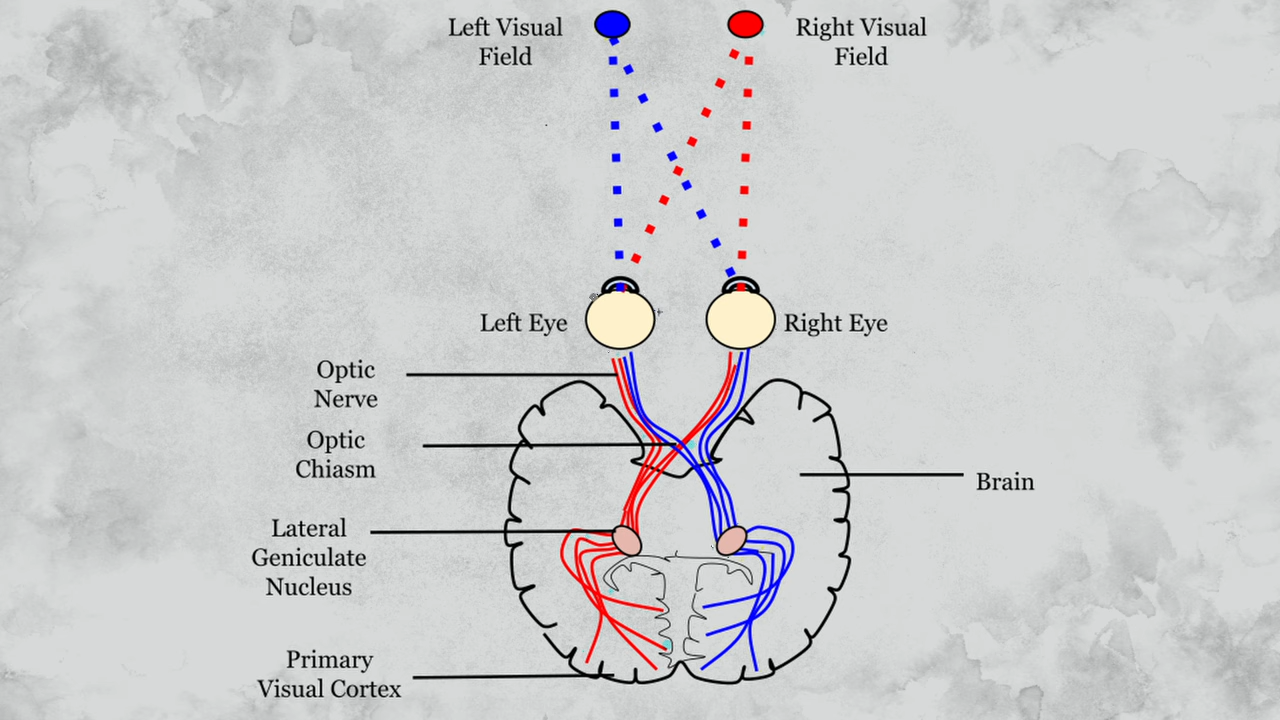 Left Visual
Field
Right Visual
Field
Left Eye
Right Eye
Optic
Nerve
Optic
Chiasm
Brain
Lateral
Geniculate
Nucleus
Primary
Visual Cortex